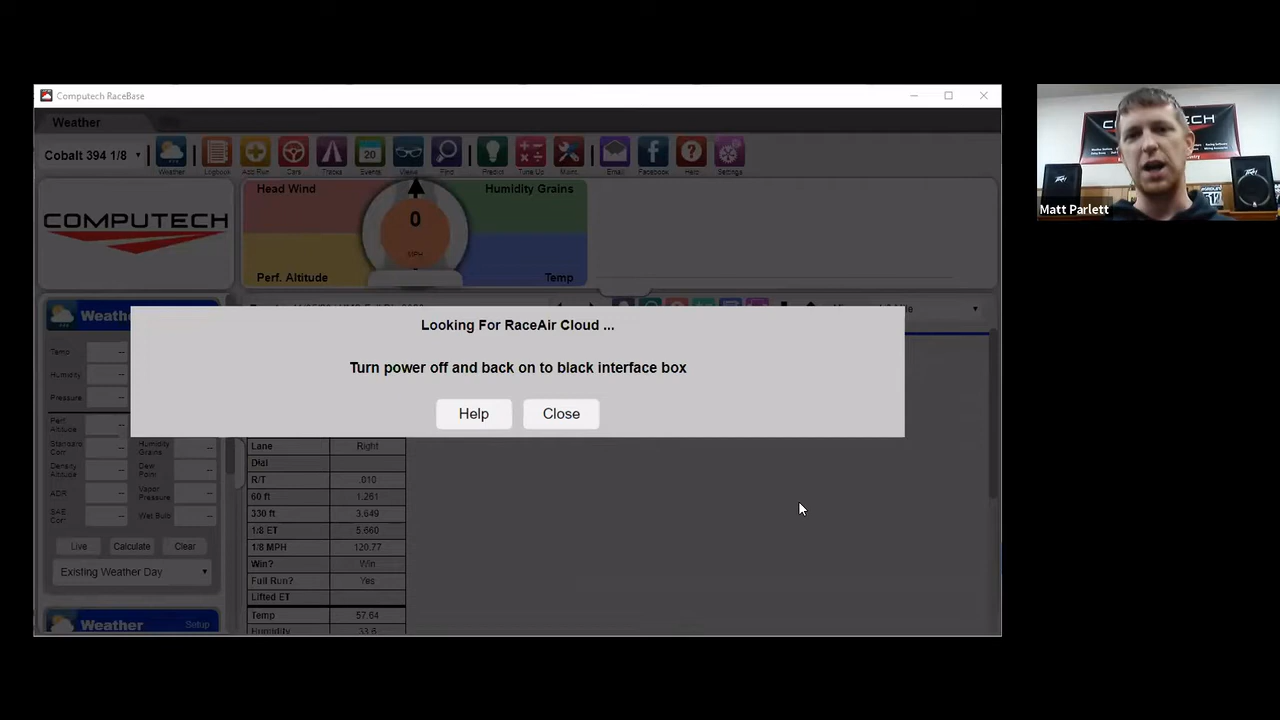 Computech RaceBase
Weather
Cobalt 394 1/8
Weather
Logbook
Add Run
Cars
Tracks
Events
20
Views
Find
Predict
Tune Up
Maint.
Email
Facebook
Help
Settings
COMPUTECH
Head Wind
Humidity Grains
0
MPH
Perf. Altitude
Temp
Looking For RaceAir Cloud ...
Turn power off and back on to black interface box
Help
Close
Weather
Temp --
Humidity --
Pressure --
Perf. Altitude --
Standard Corr --
Humidity Grains --
Density Altitude --
Dew Point --
ADR --
Vapor Pressure --
SAE Corr --
Wet Bulb --
Live
Calculate
Clear
Existing Weather Day
Weather
Setup
Lane Right
Dial
R/T .010
60 ft 1.261
330 ft 3.649
1/8 ET 5.660
1/8 MPH 120.77
Win? Win
Full Run? Yes
Lifted ET
Temp 57.64
Humidity 33.6
PEAVEY
Matt Parlett